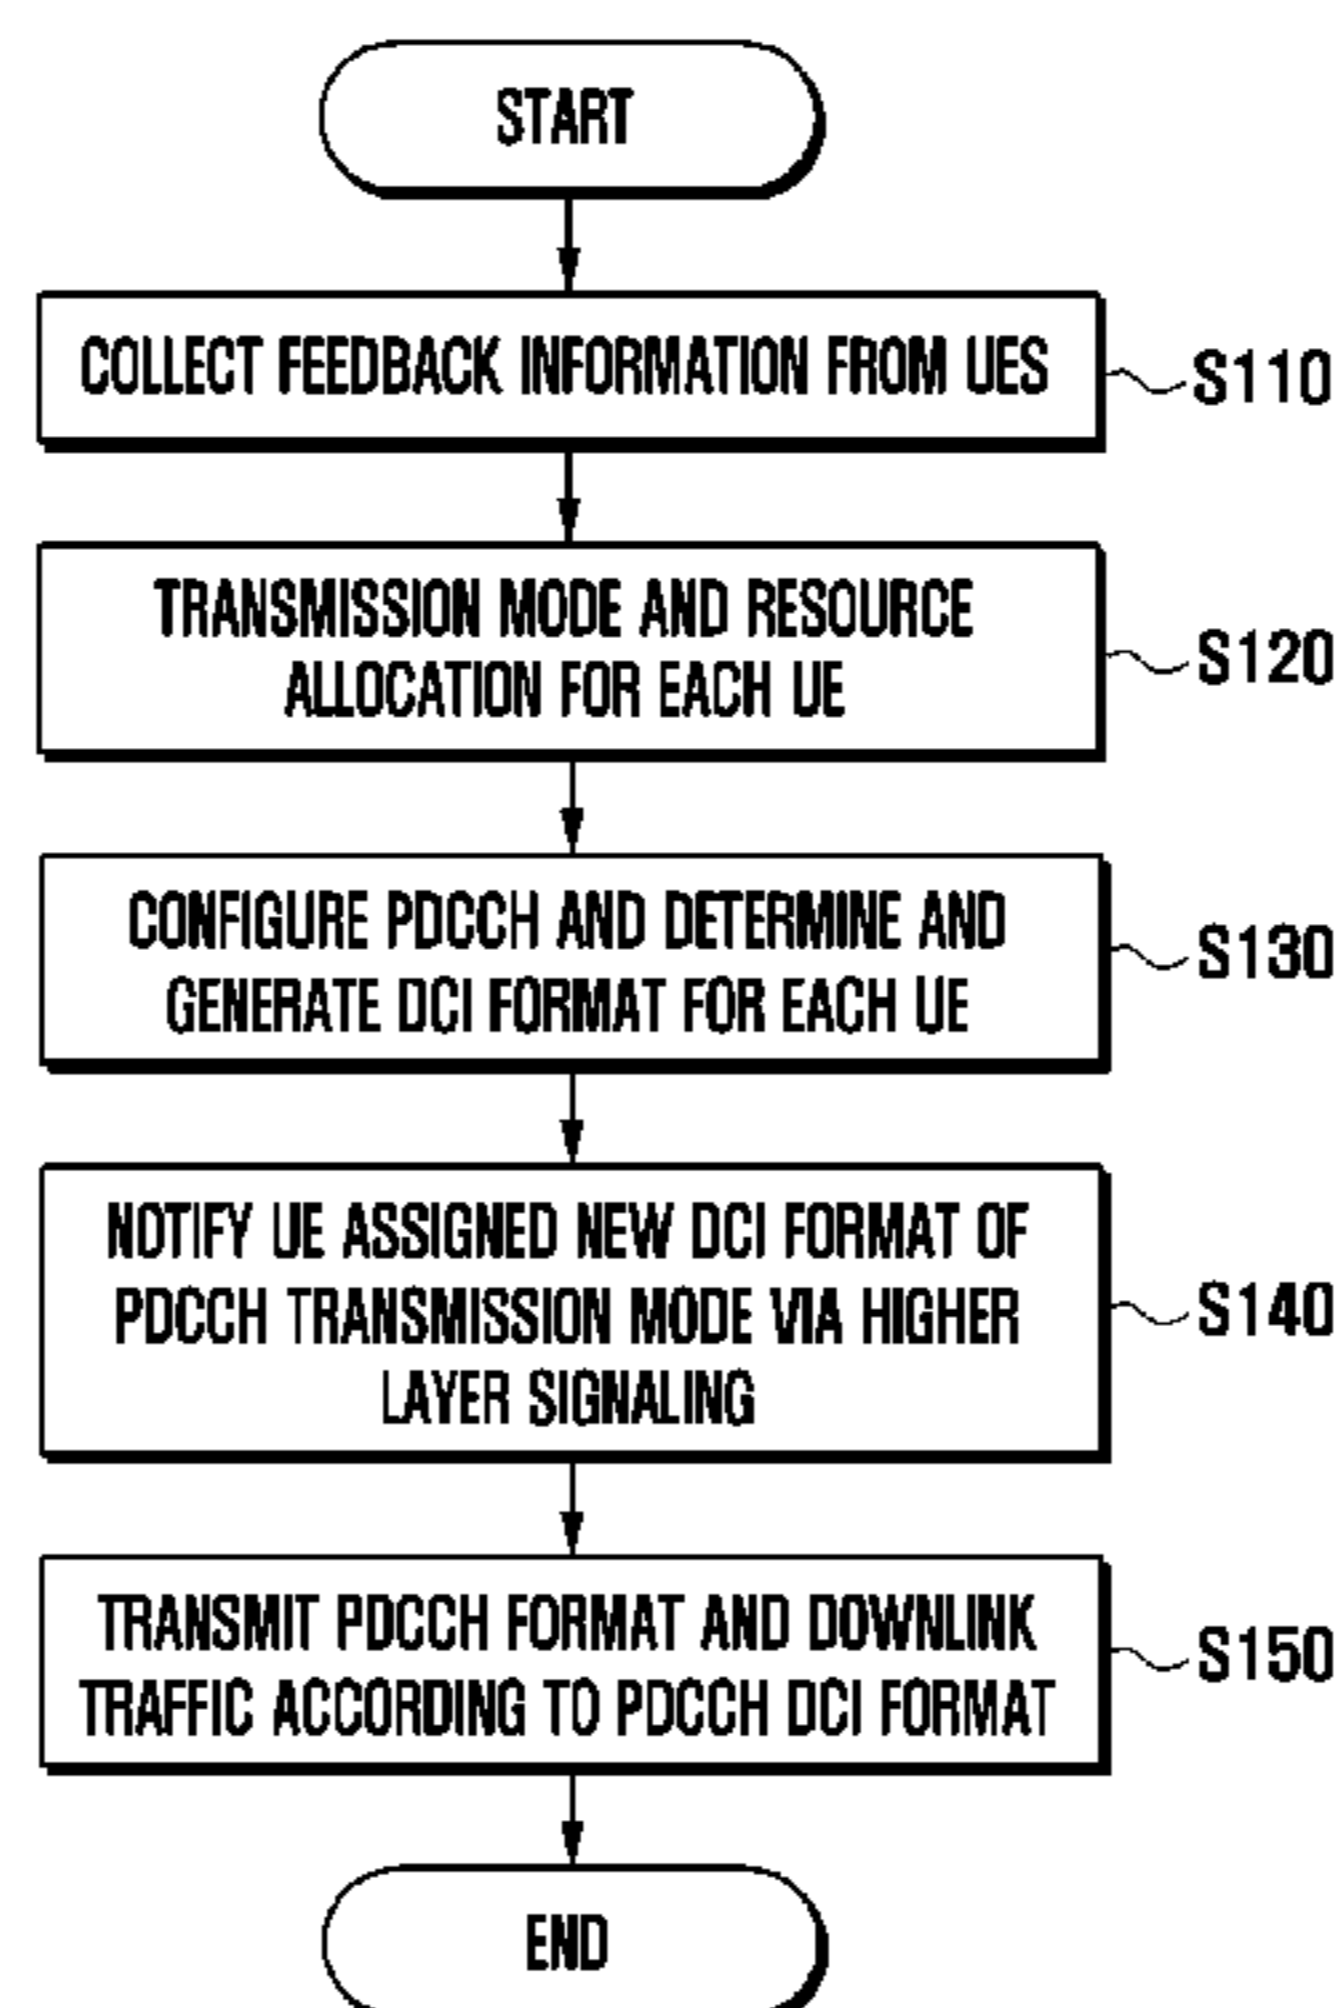 START
COLLECT FEEDBACK INFORMATION FROM UES
S110
TRANSMISSION MODE AND RESOURCE
ALLOCATION FOR EACH UE
S120
CONFIGURE PDCCH AND DETERMINE AND
GENERATE DCI FORMAT FOR EACH UE
S130
NOTIFY UE ASSIGNED NEW DCI FORMAT OF
PDCCH TRANSMISSION MODE VIA HIGHER
LAYER SIGNALING
S140
TRANSMIT PDCCH FORMAT AND DOWNLINK
TRAFFIC ACCORDING TO PDCCH DCI FORMAT
S150
END